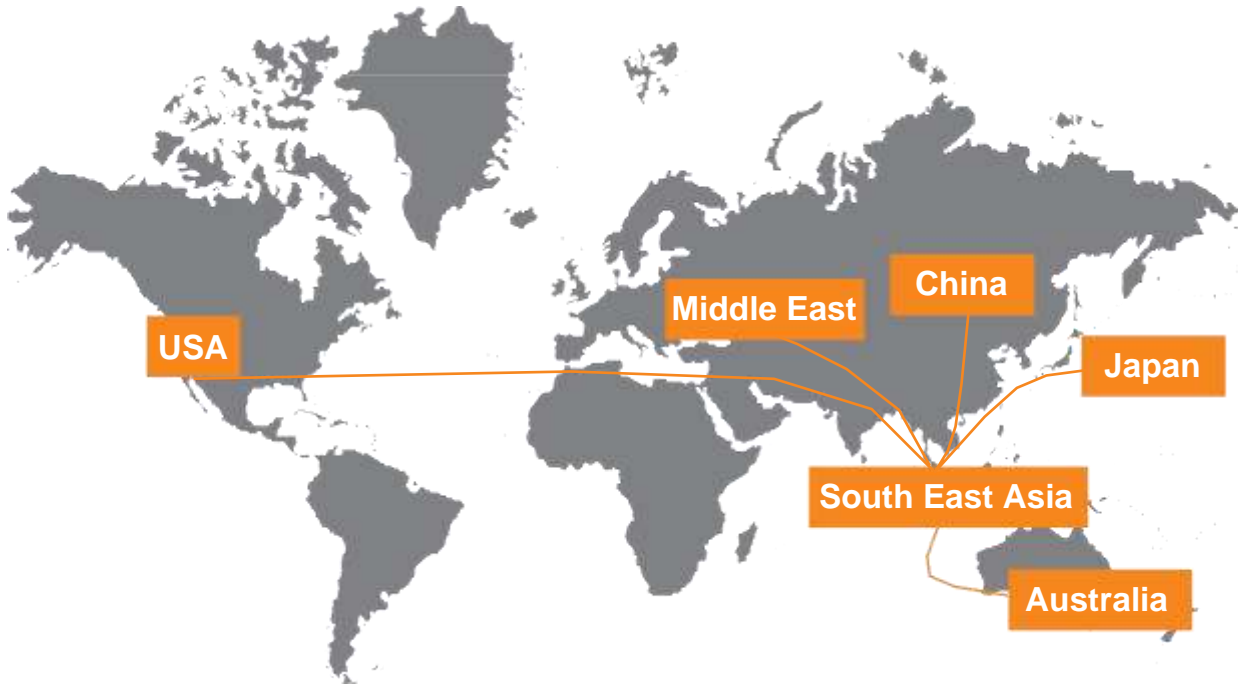 China
Middle East
USA
Japan
South East Asia
Australia